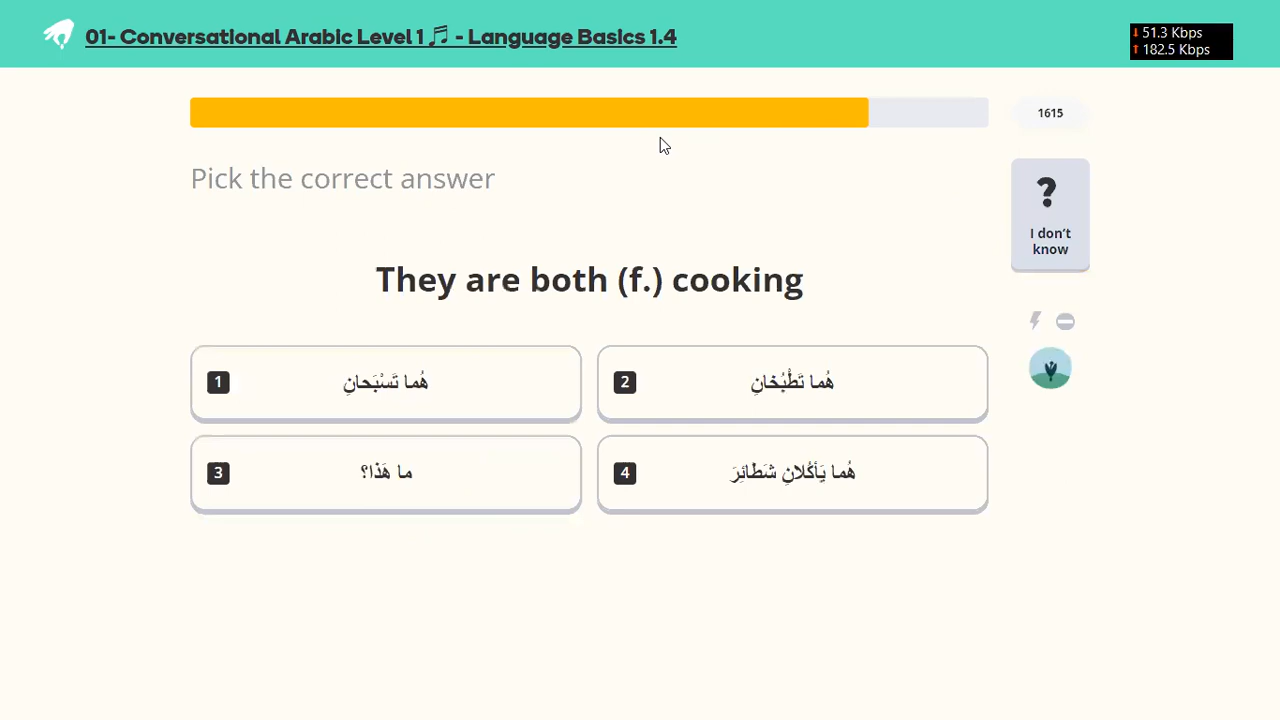 01- Conversational Arabic Level 1 🎵 - Language Basics 1.4
↓ 51.3 Kbps
↑ 182.5 Kbps
1615
Pick the correct answer
?
I don't
know
They are both (f.) cooking
1 هُما تَسْبَحانِ
2 هُما تَطْبُخانِ
3 ما هَذا؟
4 هُما يَأكُلانِ شَطائِرَ